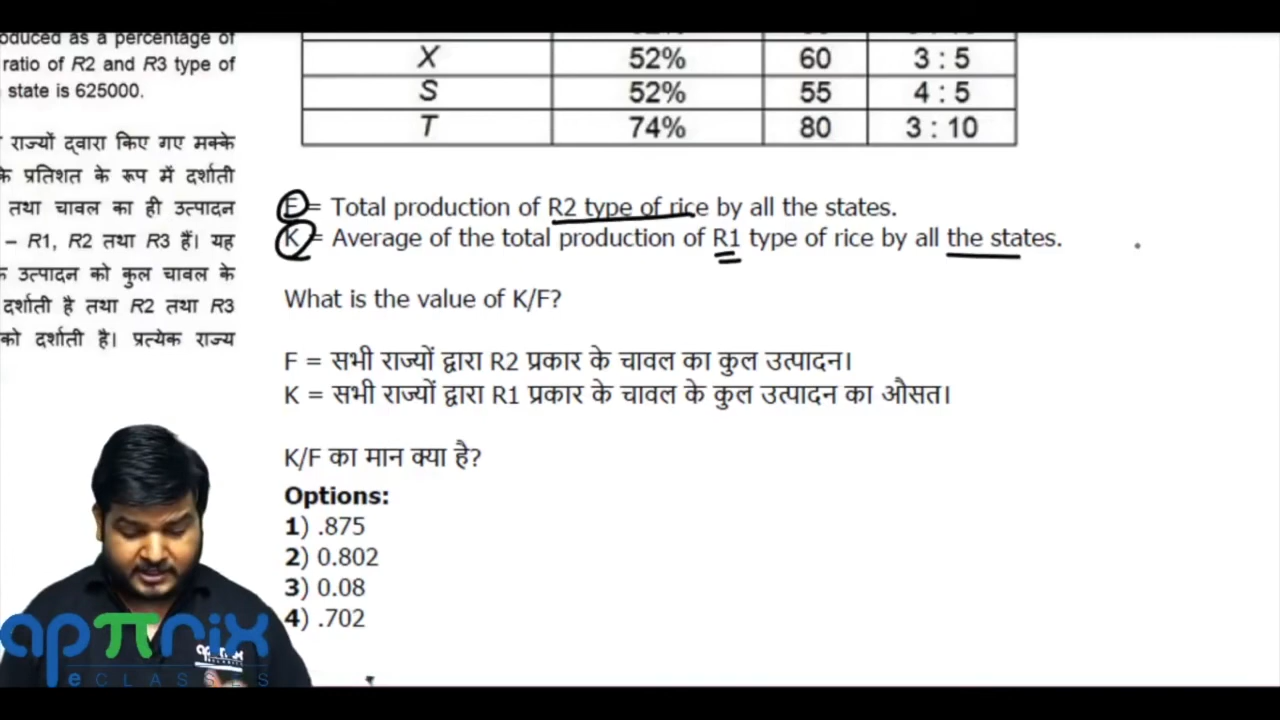 oduced as a percentage of
ratio of R2 and R3 type of
state is 625000.
राज्यों द्वारा किए गए मक्के
के प्रतिशत के रूप में दर्शाती
तथा चावल का ही उत्पादन
– R1, R2 तथा R3 हैं। यह
के उत्पादन को कुल चावल के
दर्शाती है तथा R2 तथा R3
को दर्शाती है। प्रत्येक राज्य
X 52% 60 3 : 5
S 52% 55 4 : 5
T 74% 80 3 : 10
F = Total production of R2 type of rice by all the states.
K = Average of the total production of R1 type of rice by all the states.
What is the value of K/F?
F = सभी राज्यों द्वारा R2 प्रकार के चावल का कुल उत्पादन।
K = सभी राज्यों द्वारा R1 प्रकार के चावल के कुल उत्पादन का औसत।
K/F का मान क्या है?
Options:
1) .875
2) 0.802
3) 0.08
4) .702
apπrix
eCLASSES